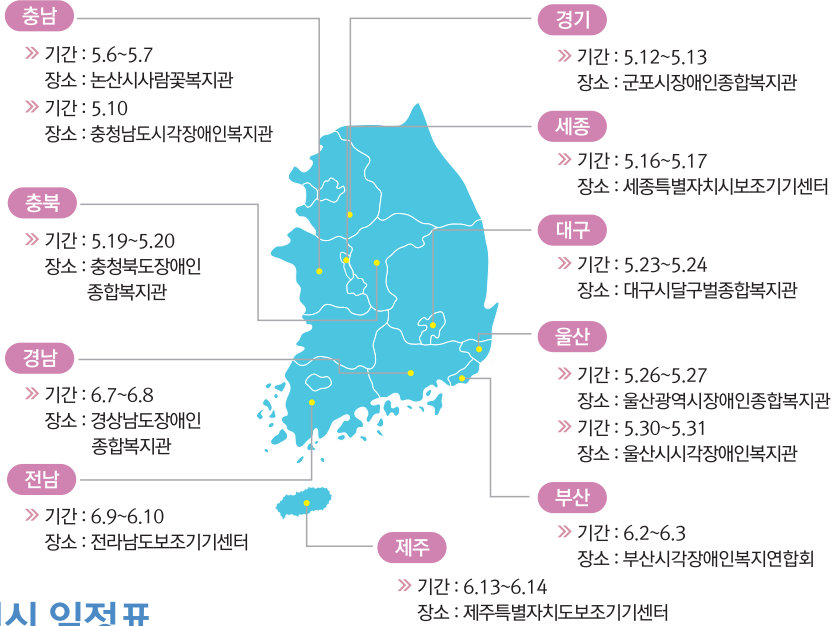 충남
기간 : 5.6~5.7
장소 : 논산시사람꽃복지관
기간 : 5.10
장소 : 충청남도시각장애인복지관
충북
기간 : 5.19~5.20
장소 : 충청북도장애인
종합복지관
경남
기간 : 6.7~6.8
장소 : 경상남도장애인
종합복지관
전남
기간 : 6.9~6.10
장소 : 전라남도보조기기센터
경기
기간 : 5.12~5.13
장소 : 군포시장애인종합복지관
세종
기간 : 5.16~5.17
장소 : 세종특별자치시보조기기센터
대구
기간 : 5.23~5.24
장소 : 대구시달구벌종합복지관
울산
기간 : 5.26~5.27
장소 : 울산광역시장애인종합복지관
기간 : 5.30~5.31
장소 : 울산시시각장애인복지관
부산
기간 : 6.2~6.3
장소 : 부산시각장애인복지연합회
제주
기간 : 6.13~6.14
장소 : 제주특별자치도보조기기센터
일정표